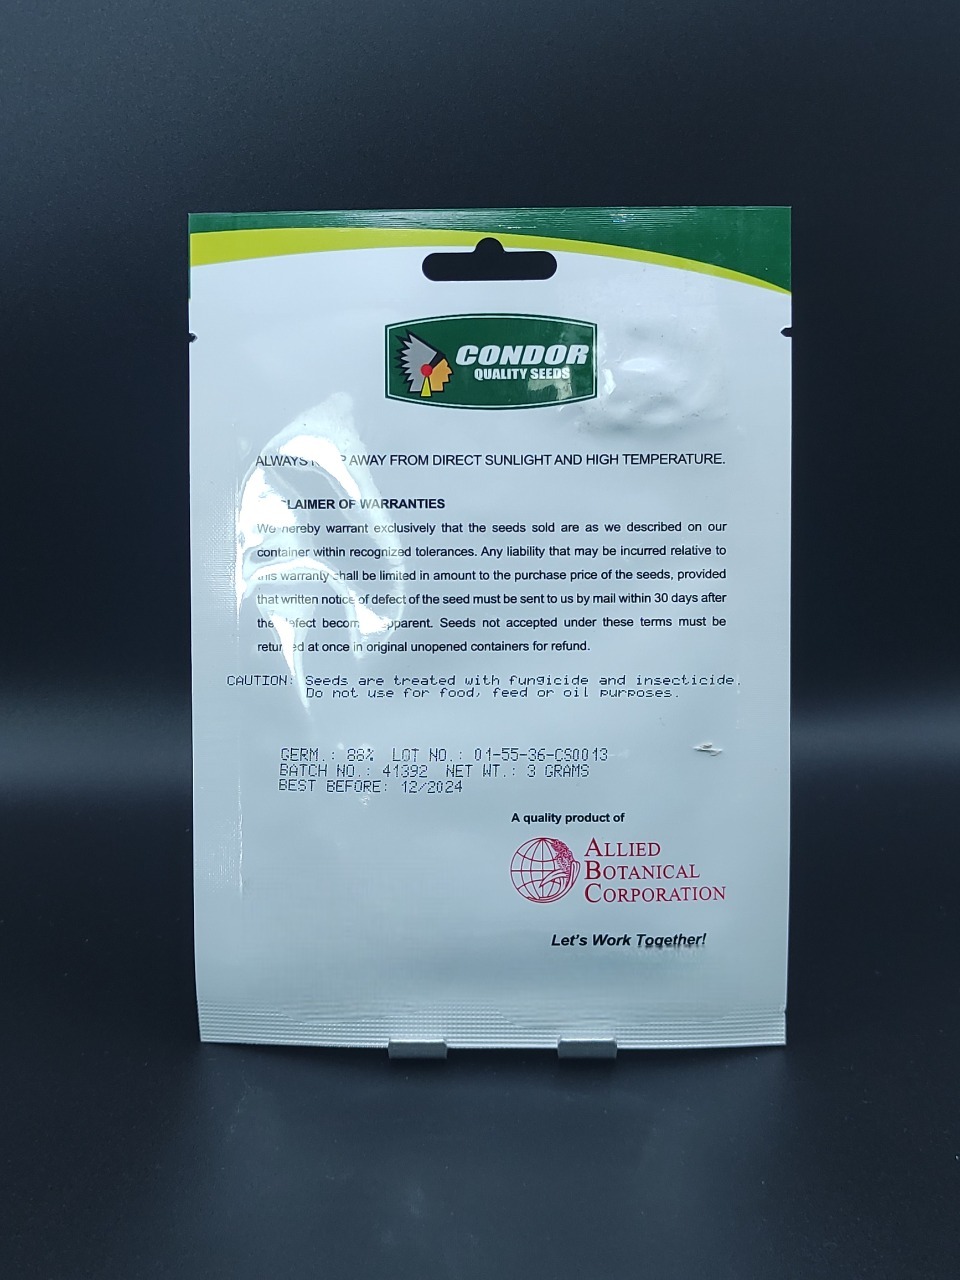 CONDOR
QUALITY SEEDS
ALWAYS AWAY FROM DIRECT SUNLIGHT AND HIGH TEMPERATURE.
OF WARRANTIES
We hereby warrant exclusively that the seeds sold are as we described on our
container within recognized tolerances. Any liability that may be incurred relative to
this warranty shall be limited in amount to the purchase price of the seeds, provided
that written notice of defect of the seed must be sent to us by mail within 30 days after
the defect apparent. Seeds not accepted under these terms must be
returned at once in original unopened containers for refund.
CAUTION: Seeds are treated with fungicide and insecticide.
Do not use for food, feed or oil purposes.
GERM.: 88% LOT NO.: 01-55-36-CS0013
BATCH NO.: 41392 NET WT.: 3 GRAMS
BEST BEFORE: 12/2024
A quality product of
ALLIED
BOTANICAL
CORPORATION
Let's Work Together!